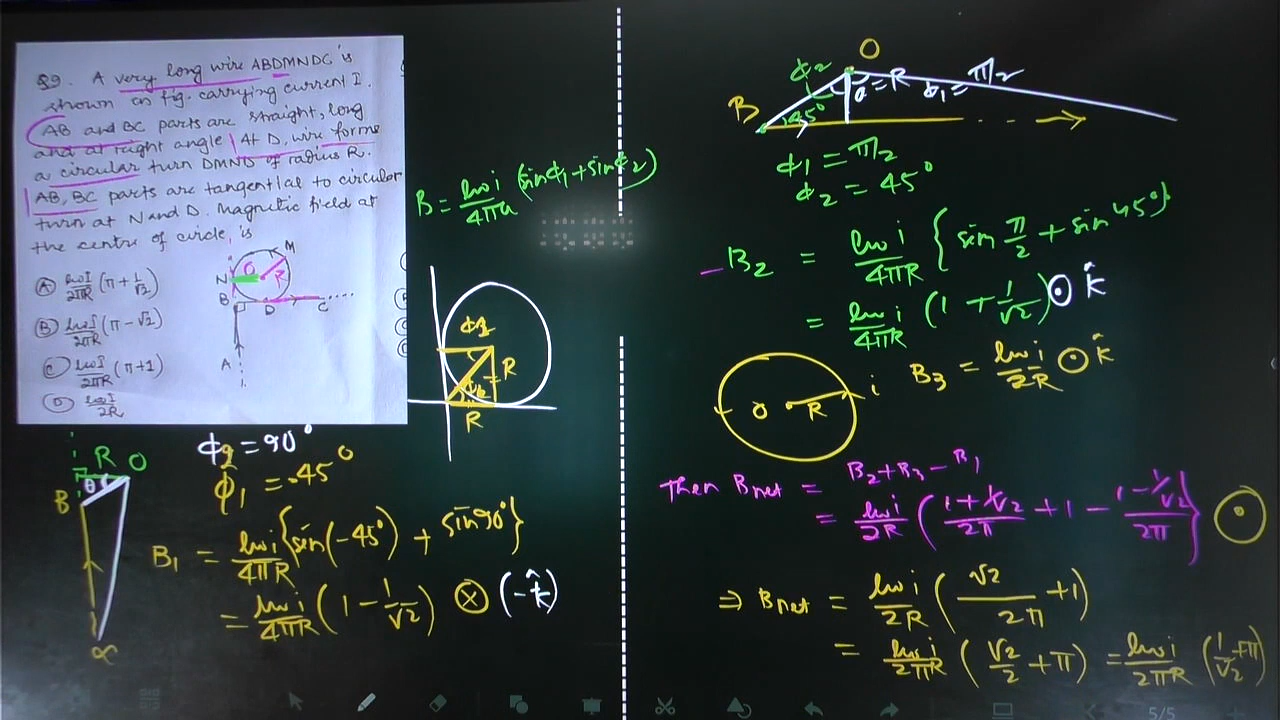 Q9. A very long wire ABDMNDC is
shown in fig. carrying current I.
AB and BC parts are straight, long
and at right angle. At D, wire forms
a circular turn DMND of radius R.
AB, BC parts are tangential to circular
turn at N and D. Magnetic field at
the centre of circle, is
(A) μ₀I/2πR (π + 1/√2)
(B) μ₀I/2πR (π - √2)
(C) μ₀I/2πR (π + 1)
(D) μ₀I/2R
M
N O R
B D C
A
B = μ₀i/4πa (sinϕ₁ + sinϕ₂)
R
R
R O
θ
B
α
= 90°
ϕ₁ = -45°
B₁ = μ₀i/4πR {sin(-45°) + sin90°}
= μ₀i/4πR (1 - 1/√2) ⊗ (-k̂)
O
ϕ₂ a = R ϕ₁ = π/2
B 45°
ϕ₁ = π/2
ϕ₂ = 45°
B₂ = μ₀i/4πR {sin π/2 + sin 45°}
= μ₀i/4πR (1 + 1/√2) ⊙ k̂
O R i B₃ = μ₀i/2R ⊙ k̂
Then Bnet = B₂ + B₃ - B₁
= μ₀i/2R (1 + 1/√2/2π + 1 - 1 - 1/√2/2π} ⊙
⇒ Bnet = μ₀i/2R (√2/2π + 1)
= μ₀i/2πR (√2/2 + π) = μ₀i/2πR (1/√2 + π)
5/5